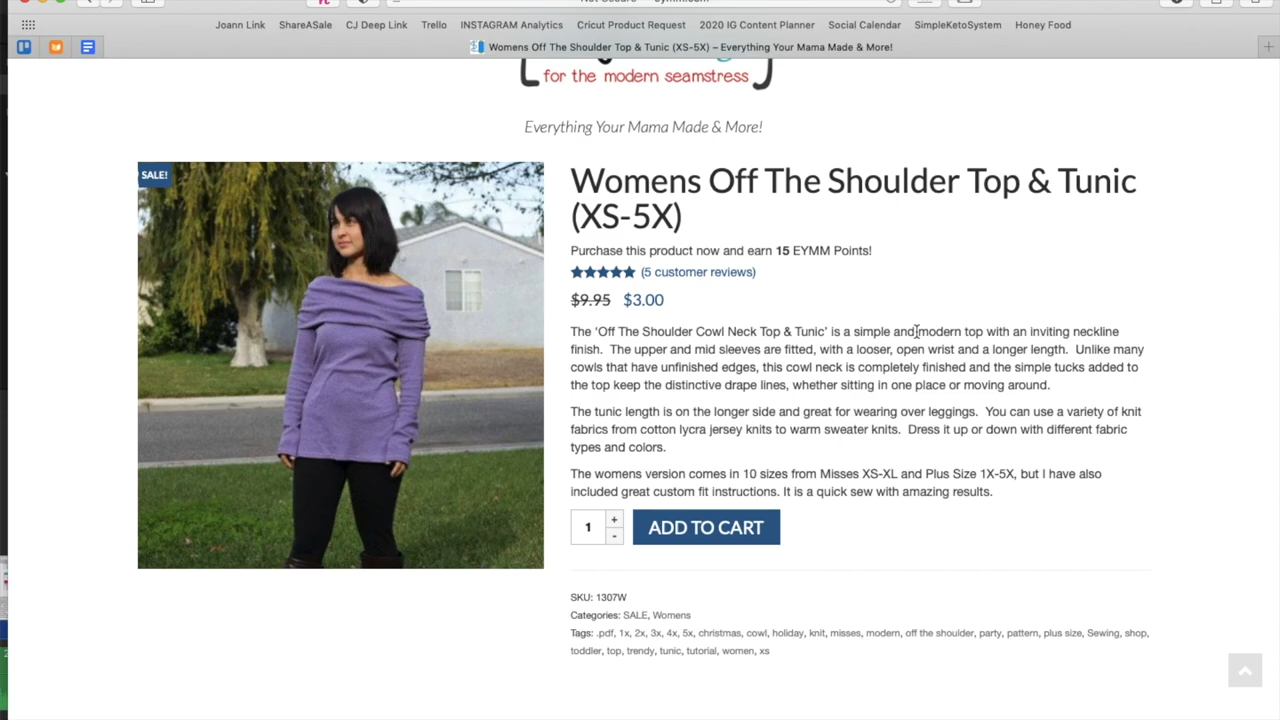 Joann Link ShareASale CJ Deep Link Trello INSTAGRAM Analytics Cricut Product Request 2020 IG Content Planner Social Calendar SimpleKetoSystem Honey Food
Womens Off The Shoulder Top & Tunic (XS-5X) – Everything Your Mama Made & More!
for the modern seamstress
Everything Your Mama Made & More!
SALE!
Womens Off The Shoulder Top & Tunic
(XS-5X)
Purchase this product now and earn 15 EYMM Points!
(5 customer reviews)
$9.95 $3.00
The ‘Off The Shoulder Cowl Neck Top & Tunic’ is a simple and modern top with an inviting neckline
finish. The upper and mid sleeves are fitted, with a looser, open wrist and a longer length. Unlike many
cowls that have unfinished edges, this cowl neck is completely finished and the simple tucks added to
the top keep the distinctive drape lines, whether sitting in one place or moving around.
The tunic length is on the longer side and great for wearing over leggings. You can use a variety of knit
fabrics from cotton lycra jersey knits to warm sweater knits. Dress it up or down with different fabric
types and colors.
The womens version comes in 10 sizes from Misses XS-XL and Plus Size 1X-5X, but I have also
included great custom fit instructions. It is a quick sew with amazing results.
1 + -
ADD TO CART
SKU: 1307W
Categories: SALE, Womens
Tags: .pdf, 1x, 2x, 3x, 4x, 5x, christmas, cowl, holiday, knit, misses, modern, off the shoulder, party, pattern, plus size, Sewing, shop,
toddler, top, trendy, tunic, tutorial, women, xs